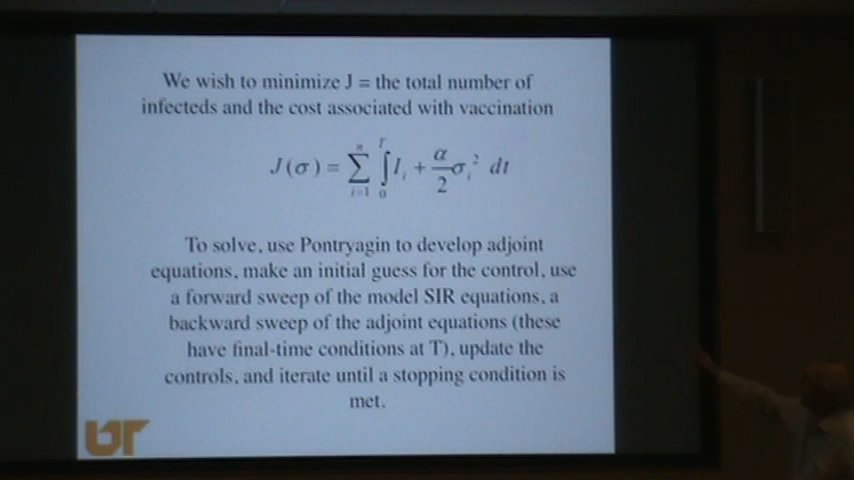 We wish to minimize J = the total number of
infecteds and the cost associated with vaccination
J(σ) = ∑ i=1 n ∫ 0 T I i + α/2 σ i ² dt
To solve, use Pontryagin to develop adjoint
equations, make an initial guess for the control, use
a forward sweep of the model SIR equations, a
backward sweep of the adjoint equations (these
have final-time conditions at T), update the
controls, and iterate until a stopping condition is
met.
UT